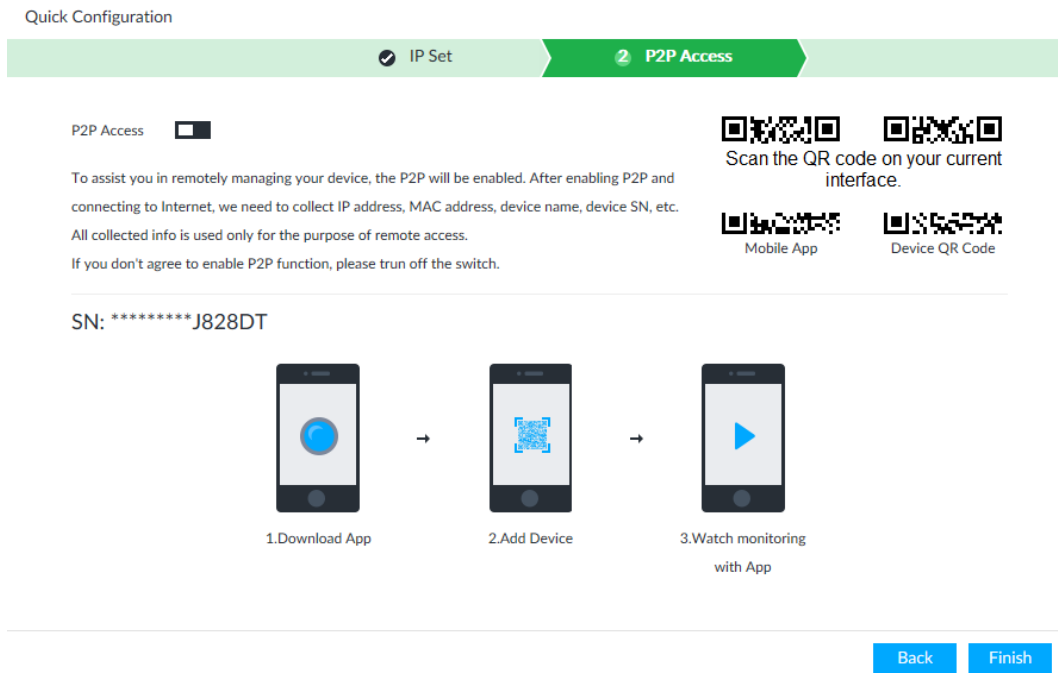 Quick Configuration
IP Set
2 P2P Access
P2P Access
To assist you in remotely managing your device, the P2P will be enabled. After enabling P2P and
connecting to Internet, we need to collect IP address, MAC address, device name, device SN, etc.
All collected info is used only for the purpose of remote access.
If you don't agree to enable P2P function, please trun off the switch.
Scan the QR code on your current
interface.
Mobile App
Device QR Code
SN: *********J828DT
1.Download App
2.Add Device
3.Watch monitoring
with App
Back
Finish